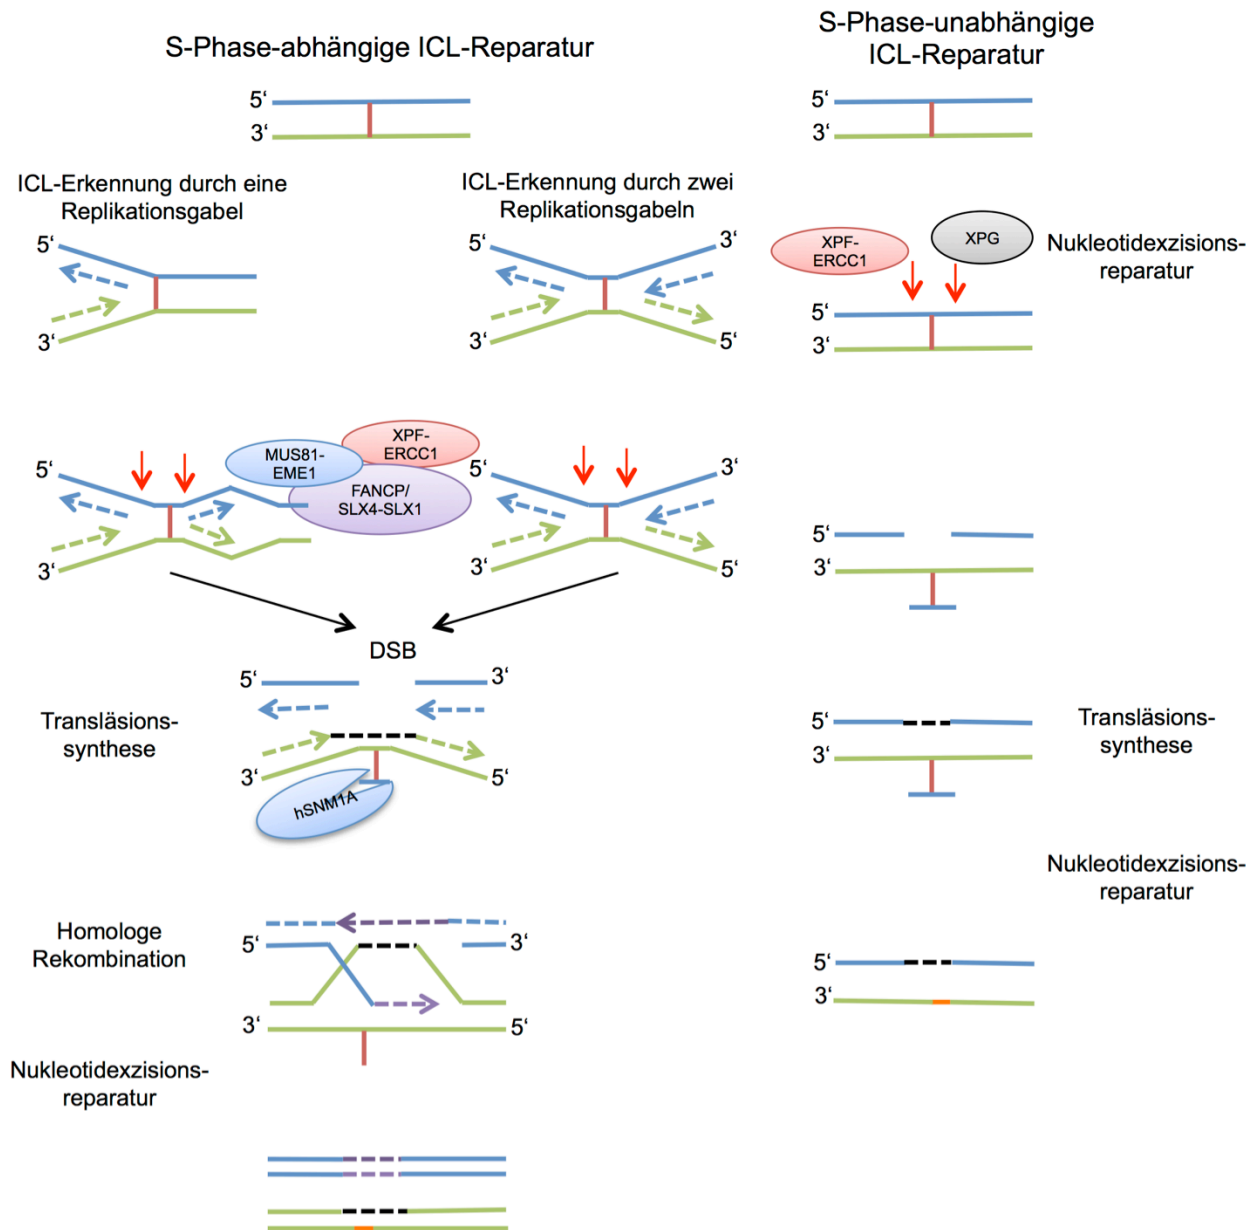 S-Phase-abhängige ICL-Reparatur
S-Phase-unabhängige
ICL-Reparatur
5‘
3‘
5‘
3‘
ICL-Erkennung durch eine
Replikationsgabel
ICL-Erkennung durch zwei
Replikationsgabeln
5‘
3‘
5‘
3‘
3‘
5‘
XPF-
ERCC1
XPG
Nukleotidexzisions-
reparatur
5‘
3‘
5‘
3‘
MUS81-
EME1
XPF-
ERCC1
FANCP/
SLX4-SLX1
5‘
3‘
3‘
5‘
5‘
3‘
DSB
Transläsions-
synthese
5‘
3‘
3‘
5‘
hSNM1A
5‘
3‘
Transläsions-
synthese
Nukleotidexzisions-
reparatur
Homologe
Rekombination
5‘
3‘
3‘
5‘
5‘
3‘
Nukleotidexzisions-
reparatur